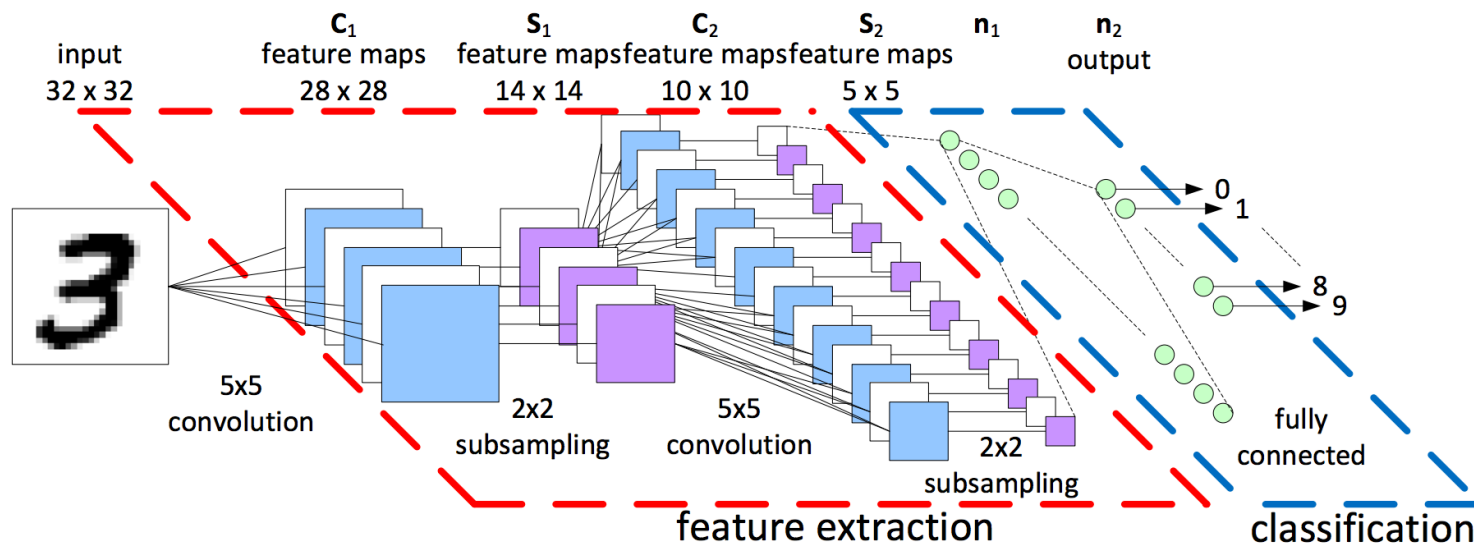 C₁
S₁
C₂
S₂
n₁
n₂
input
feature maps
feature maps
feature maps
feature maps
output
32 x 32
28 x 28
14 x 14
10 x 10
5 x 5
3
0
1
8
9
5x5
convolution
2x2
subsampling
5x5
convolution
2x2
subsampling
fully
connected
feature extraction
classification